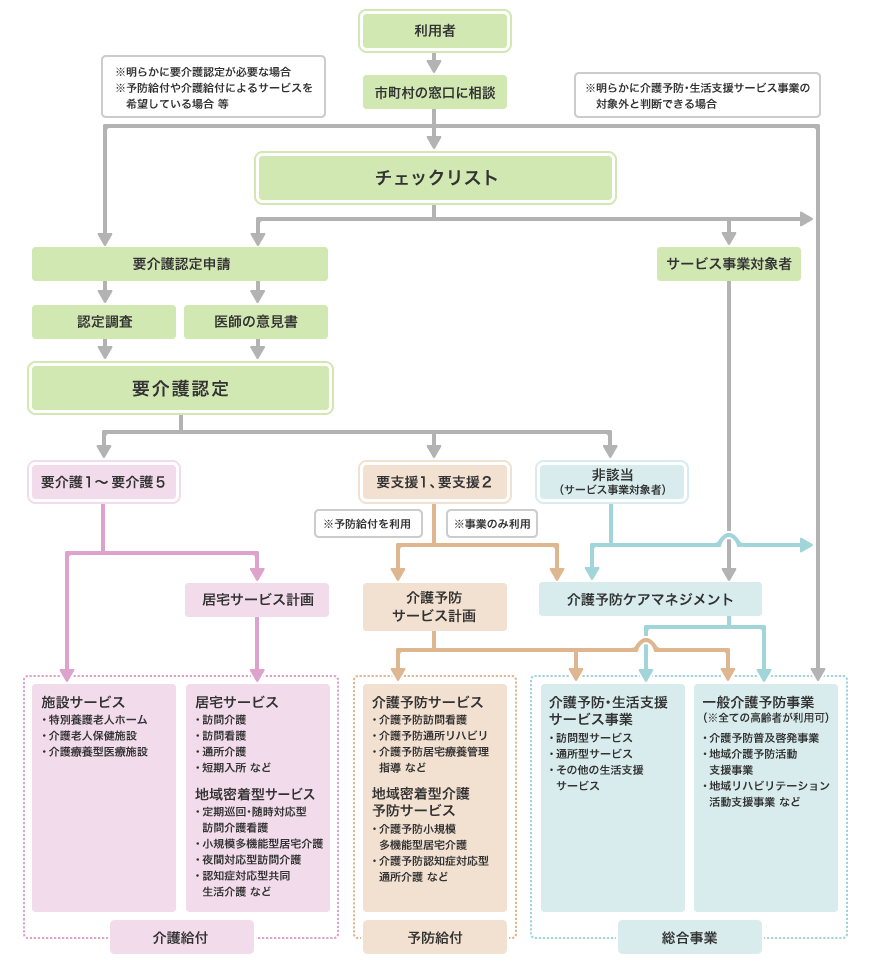 利用者
※明らかに要介護認定が必要な場合
※予防給付や介護給付によるサービスを
希望している場合 等
市町村の窓口に相談
※明らかに介護予防・生活支援サービス事業の
対象外と判断できる場合
チェックリスト
要介護認定申請
サービス事業対象者
認定調査
医師の意見書
要介護認定
要介護1〜要介護5
要支援1、要支援2
非該当
（サービス事業対象者）
※予防給付を利用
※事業のみ利用
居宅サービス計画
介護予防
サービス計画
介護予防ケアマネジメント
施設サービス
・特別養護老人ホーム
・介護老人保健施設
・介護療養型医療施設
居宅サービス
・訪問介護
・訪問看護
・通所介護
・短期入所 など
地域密着型サービス
・定期巡回・随時対応型
訪問介護看護
・小規模多機能型居宅介護
・夜間対応型訪問介護
・認知症対応型共同
生活介護 など
介護予防サービス
・介護予防訪問看護
・介護予防通所リハビリ
・介護予防居宅療養管理
指導 など
地域密着型介護
予防サービス
・介護予防小規模
多機能型居宅介護
・介護予防認知症対応型
通所介護 など
介護予防・生活支援
サービス事業
・訪問型サービス
・通所型サービス
・その他の生活支援
サービス
一般介護予防事業
（※全ての高齢者が利用可）
・介護予防普及啓発事業
・地域介護予防活動
支援事業
・地域リハビリテーション
活動支援事業 など
介護給付
予防給付
総合事業